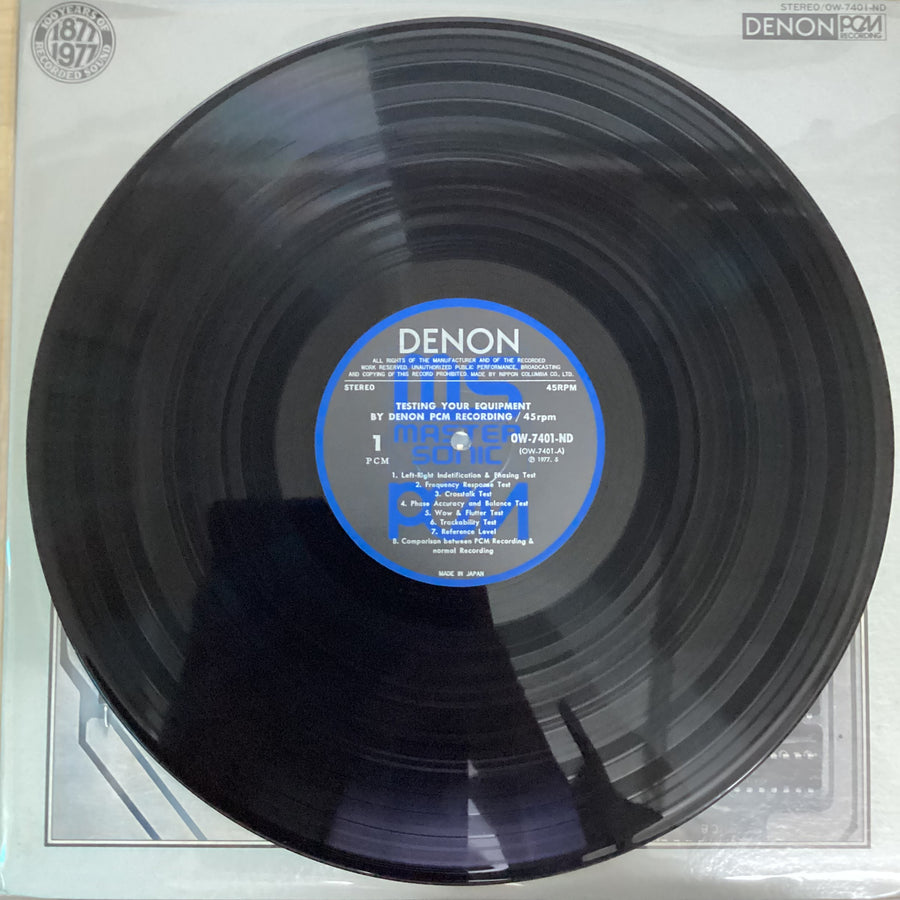 100 YEARS OF
1877
1977
RECORDED SOUND
STEREO/OW-7401-ND
DENON PCM
RECORDING
DENON
ALL RIGHTS OF THE MANUFACTURER AND OF THE RECORDED
WORK RESERVED. UNAUTHORIZED PUBLIC PERFORMANCE, BROADCASTING
AND COPYING OF THIS RECORD PROHIBITED. MADE BY NIPPON COLUMBIA CO., LTD.
STEREO 45RPM
MS
TESTING YOUR EQUIPMENT
BY DENON PCM RECORDING / 45rpm
MASTER
SONIC
1
PCM
OW-7401-ND
(OW-7401-A)
Ⓟ 1977. 6
1. Left-Right Indetification & Phasing Test
2. Frequency Response Test
3. Crosstalk Test
4. Phase Accuracy and Balance Test
5. Wow & Flutter Test
6. Trackability Test
7. Reference Level
8. Comparison between PCM Recording &
normal Recording
PCM
MADE IN JAPAN